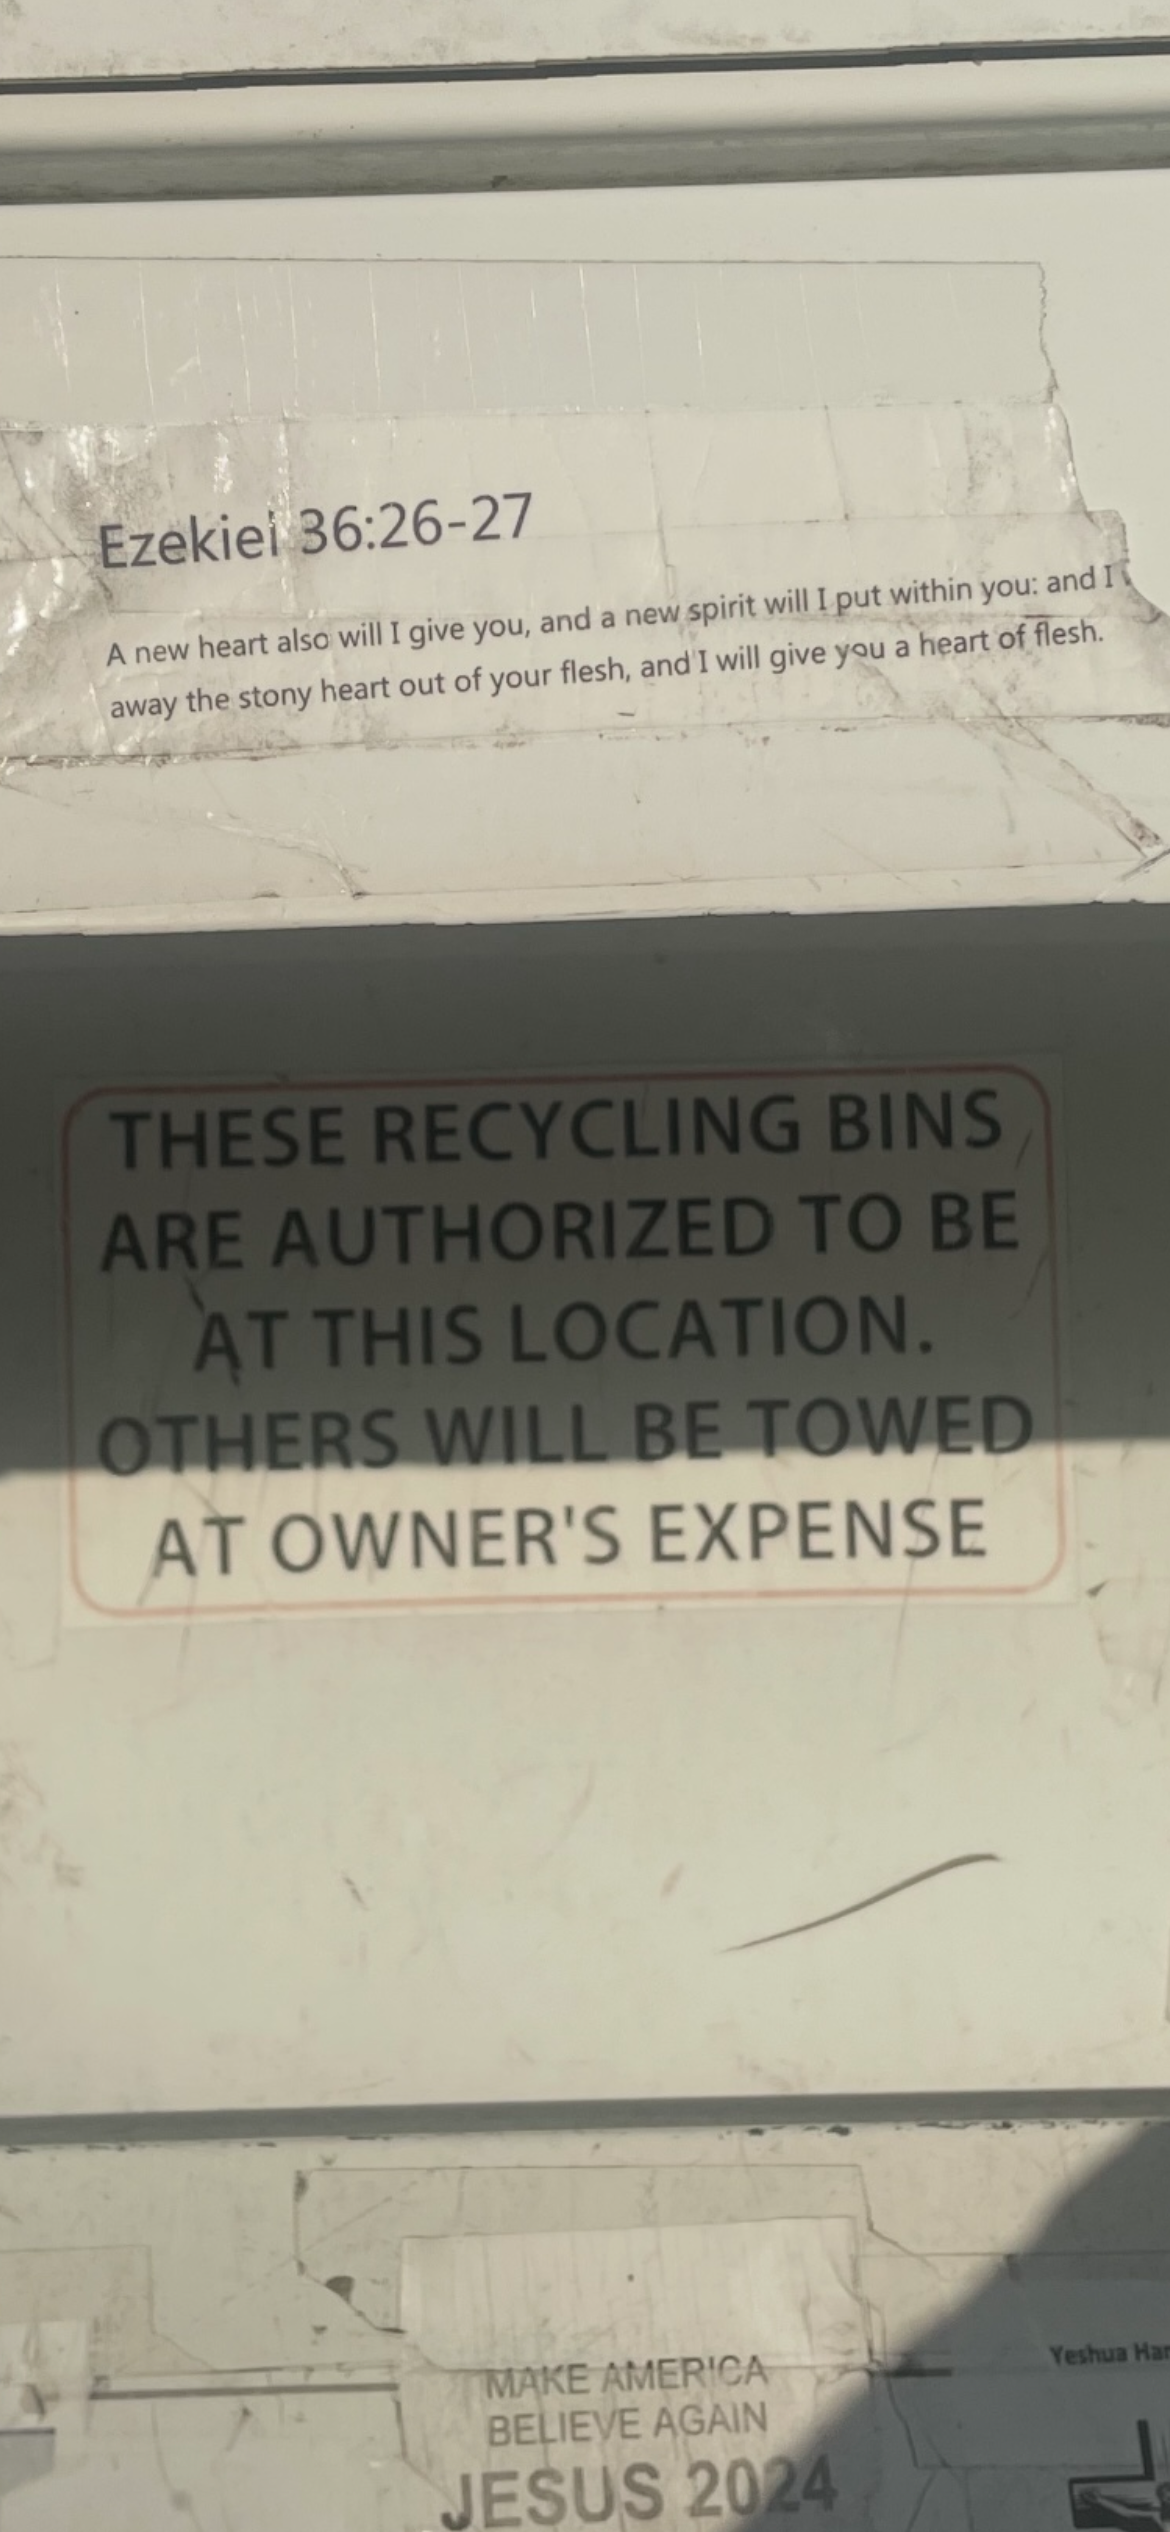 Ezekiel 36:26-27
A new heart also will I give you, and a new spirit will I put within you: and I
away the stony heart out of your flesh, and I will give you a heart of flesh.
THESE RECYCLING BINS
ARE AUTHORIZED TO BE
AT THIS LOCATION.
OTHERS WILL BE TOWED
AT OWNER'S EXPENSE
Yeshua
MAKE AMERICA
BELIEVE AGAIN
JESUS 2024